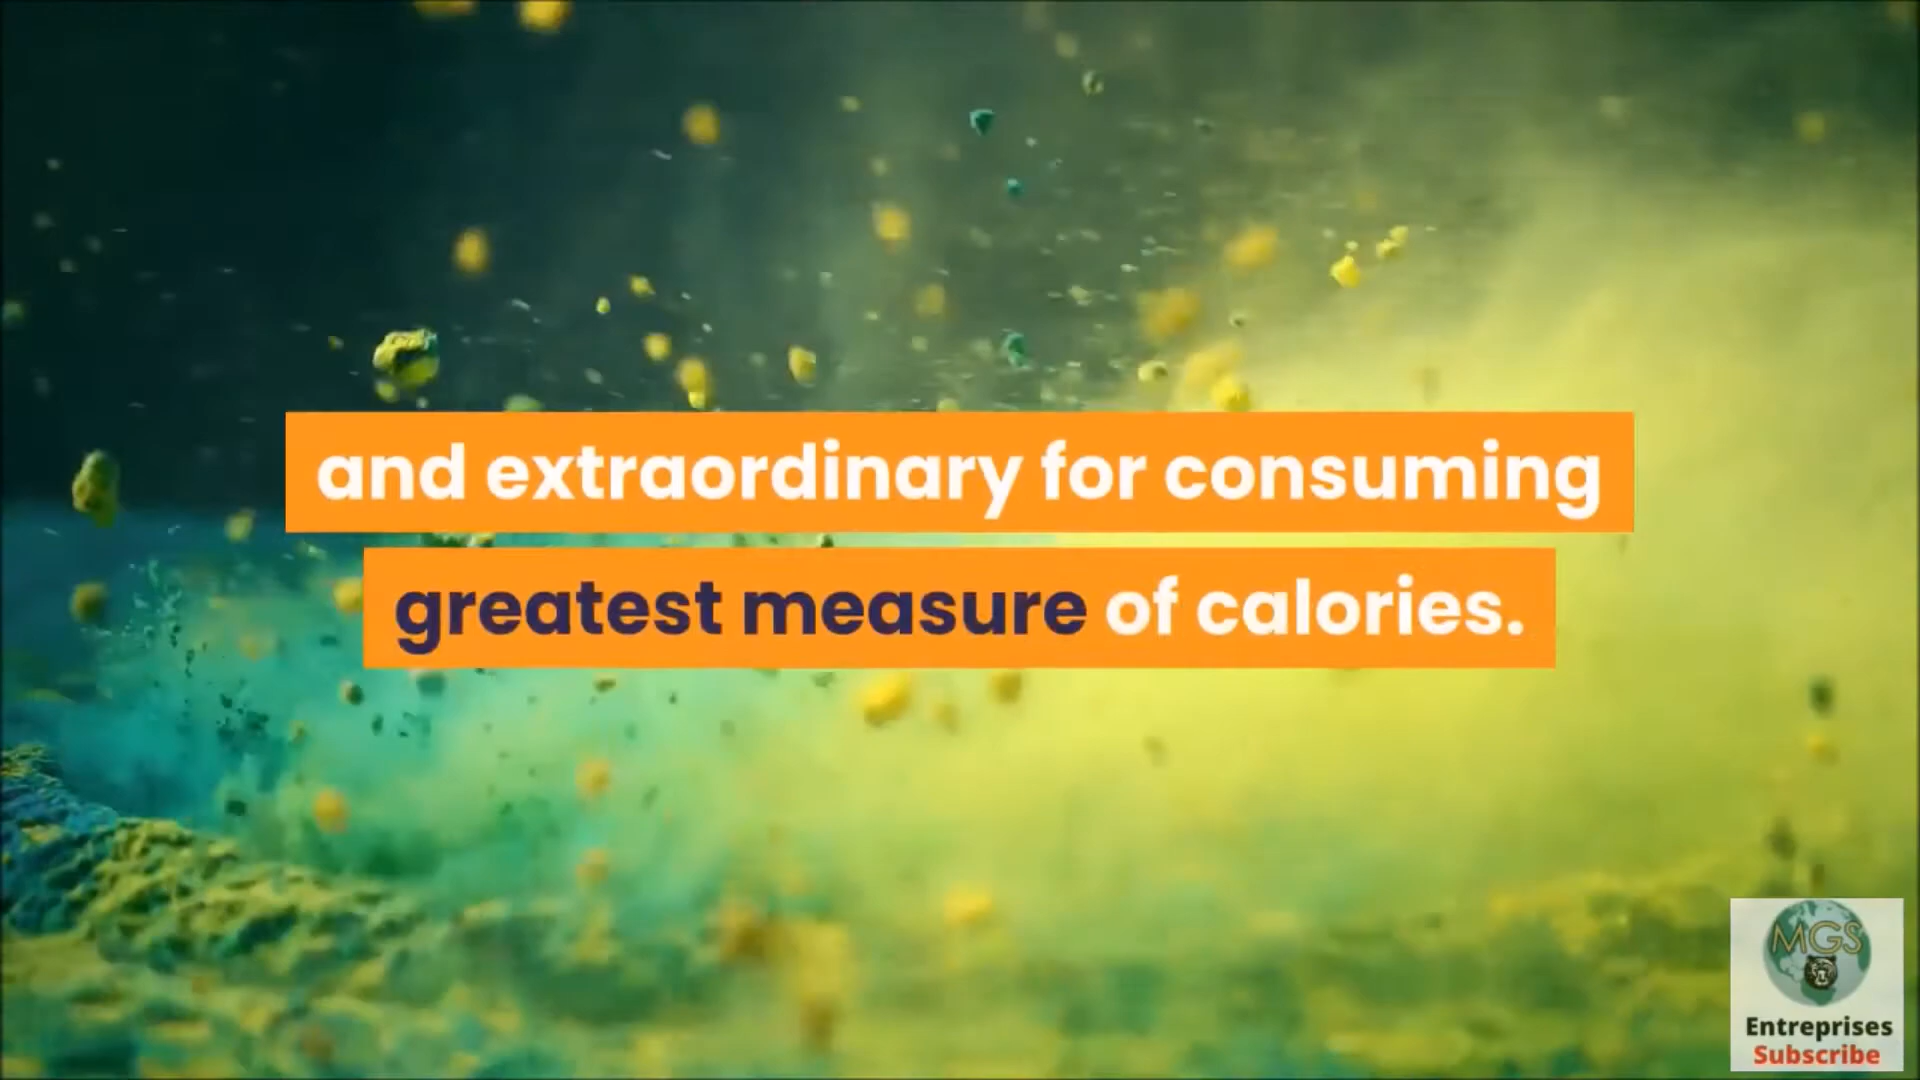 and extraordinary for consuming
greatest measure of calories.
MGS
Entreprises
Subscribe